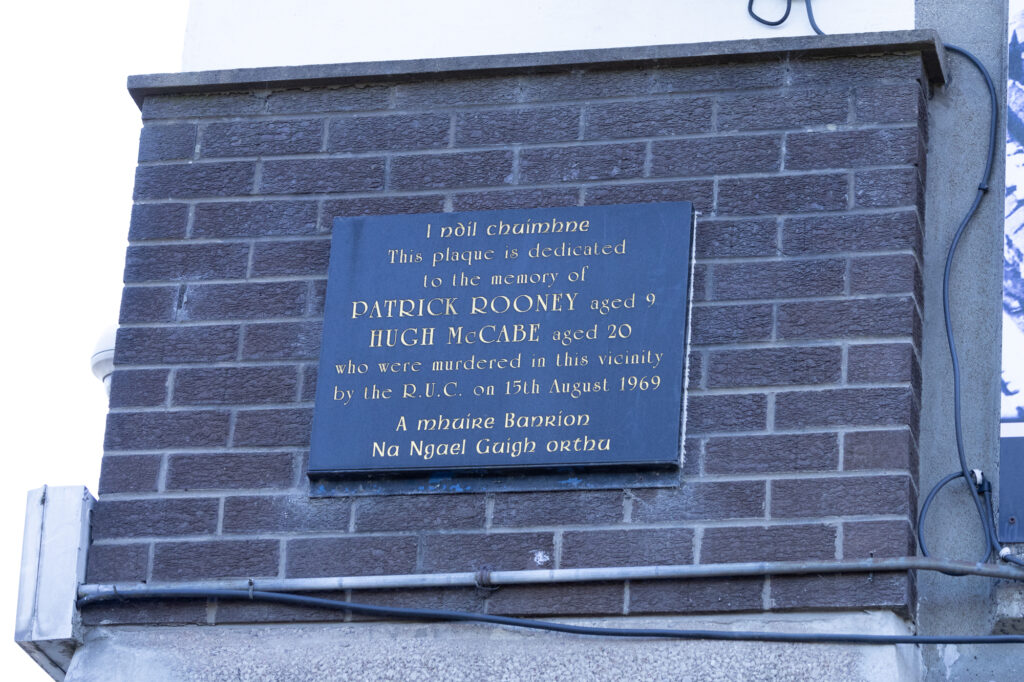 I ndíl chuimhne
This plaque is dedicated
to the memory of
PATRICK ROONEY aged 9
HUGH McCABE aged 20
who were murdered in this vicinity
by the R.U.C. on 15th August 1969
A mhuire Banríon
Na Ngael Guigh orthu